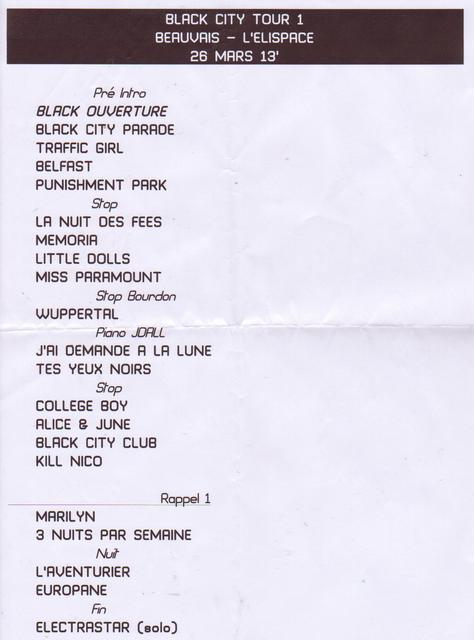 BLACK CITY TOUR 1
BEAUVAIS – L'ELISPACE
26 MARS 13'
Pré Intro
BLACK OUVERTURE
BLACK CITY PARADE
TRAFFIC GIRL
BELFAST
PUNISHMENT PARK
Stop
LA NUIT DES FEES
MEMORIA
LITTLE DOLLS
MISS PARAMOUNT
Stop Bourdon
WUPPERTAL
Piano JDALL
J'AI DEMANDE A LA LUNE
TES YEUX NOIRS
Stop
COLLEGE BOY
ALICE & JUNE
BLACK CITY CLUB
KILL NICO
Rappel 1
MARILYN
3 NUITS PAR SEMAINE
Nuit
L'AVENTURIER
EUROPANE
Fin
ELECTRASTAR (solo)